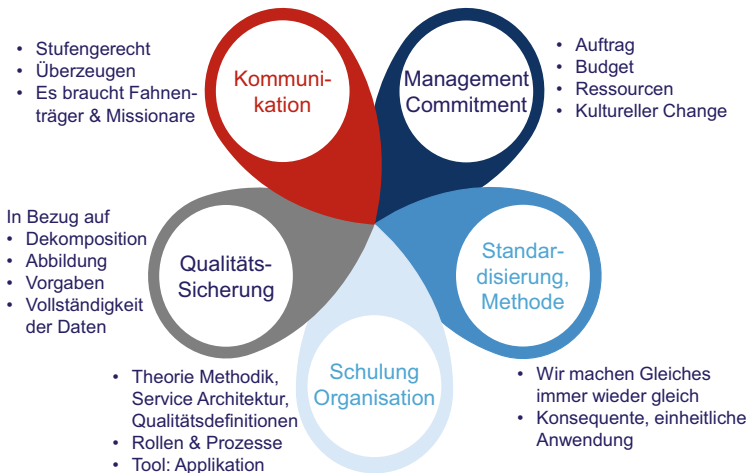 • Stufengerecht
• Überzeugen
• Es braucht Fahnen-
träger & Missionare
Kommuni-
kation
Management
Commitment
• Auftrag
• Budget
• Ressourcen
• Kultureller Change
In Bezug auf
• Dekomposition
• Abbildung
• Vorgaben
• Vollständigkeit
der Daten
Qualitäts-
Sicherung
Standar-
disierung,
Methode
• Theorie Methodik,
Service Architektur,
Qualitätsdefinitionen
• Rollen & Prozesse
• Tool: Applikation
Schulung
Organisation
• Wir machen Gleiches
immer wieder gleich
• Konsequente, einheitliche
Anwendung